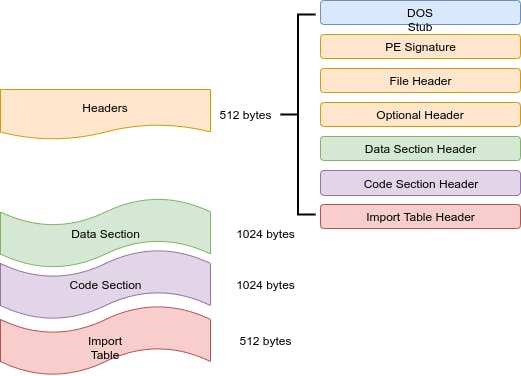 DOS
Stub
PE Signature
File Header
Headers
512 bytes
Optional Header
Data Section Header
Code Section Header
Import Table Header
Data Section
1024 bytes
Code Section
1024 bytes
Import
Table
512 bytes